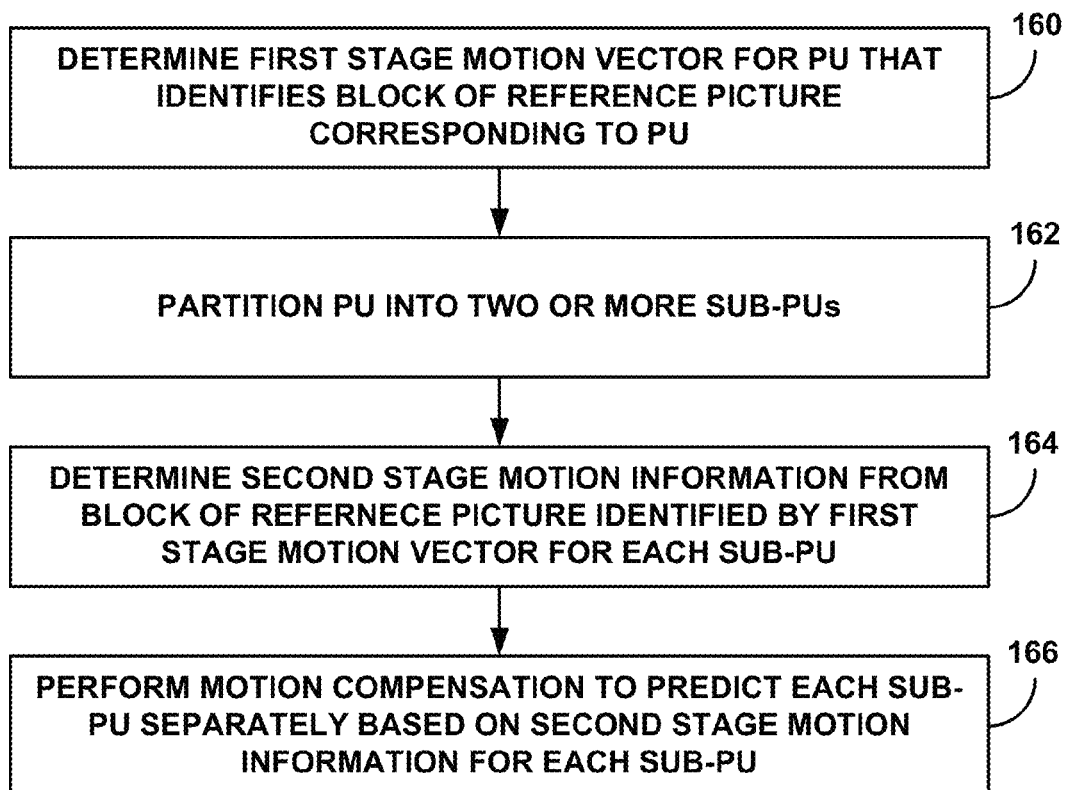 160
DETERMINE FIRST STAGE MOTION VECTOR FOR PU THAT
IDENTIFIES BLOCK OF REFERENCE PICTURE
CORRESPONDING TO PU
162
PARTITION PU INTO TWO OR MORE SUB-PUs
164
DETERMINE SECOND STAGE MOTION INFORMATION FROM
BLOCK OF REFERNECE PICTURE IDENTIFIED BY FIRST
STAGE MOTION VECTOR FOR EACH SUB-PU
166
PERFORM MOTION COMPENSATION TO PREDICT EACH SUB-
PU SEPARATELY BASED ON SECOND STAGE MOTION
INFORMATION FOR EACH SUB-PU